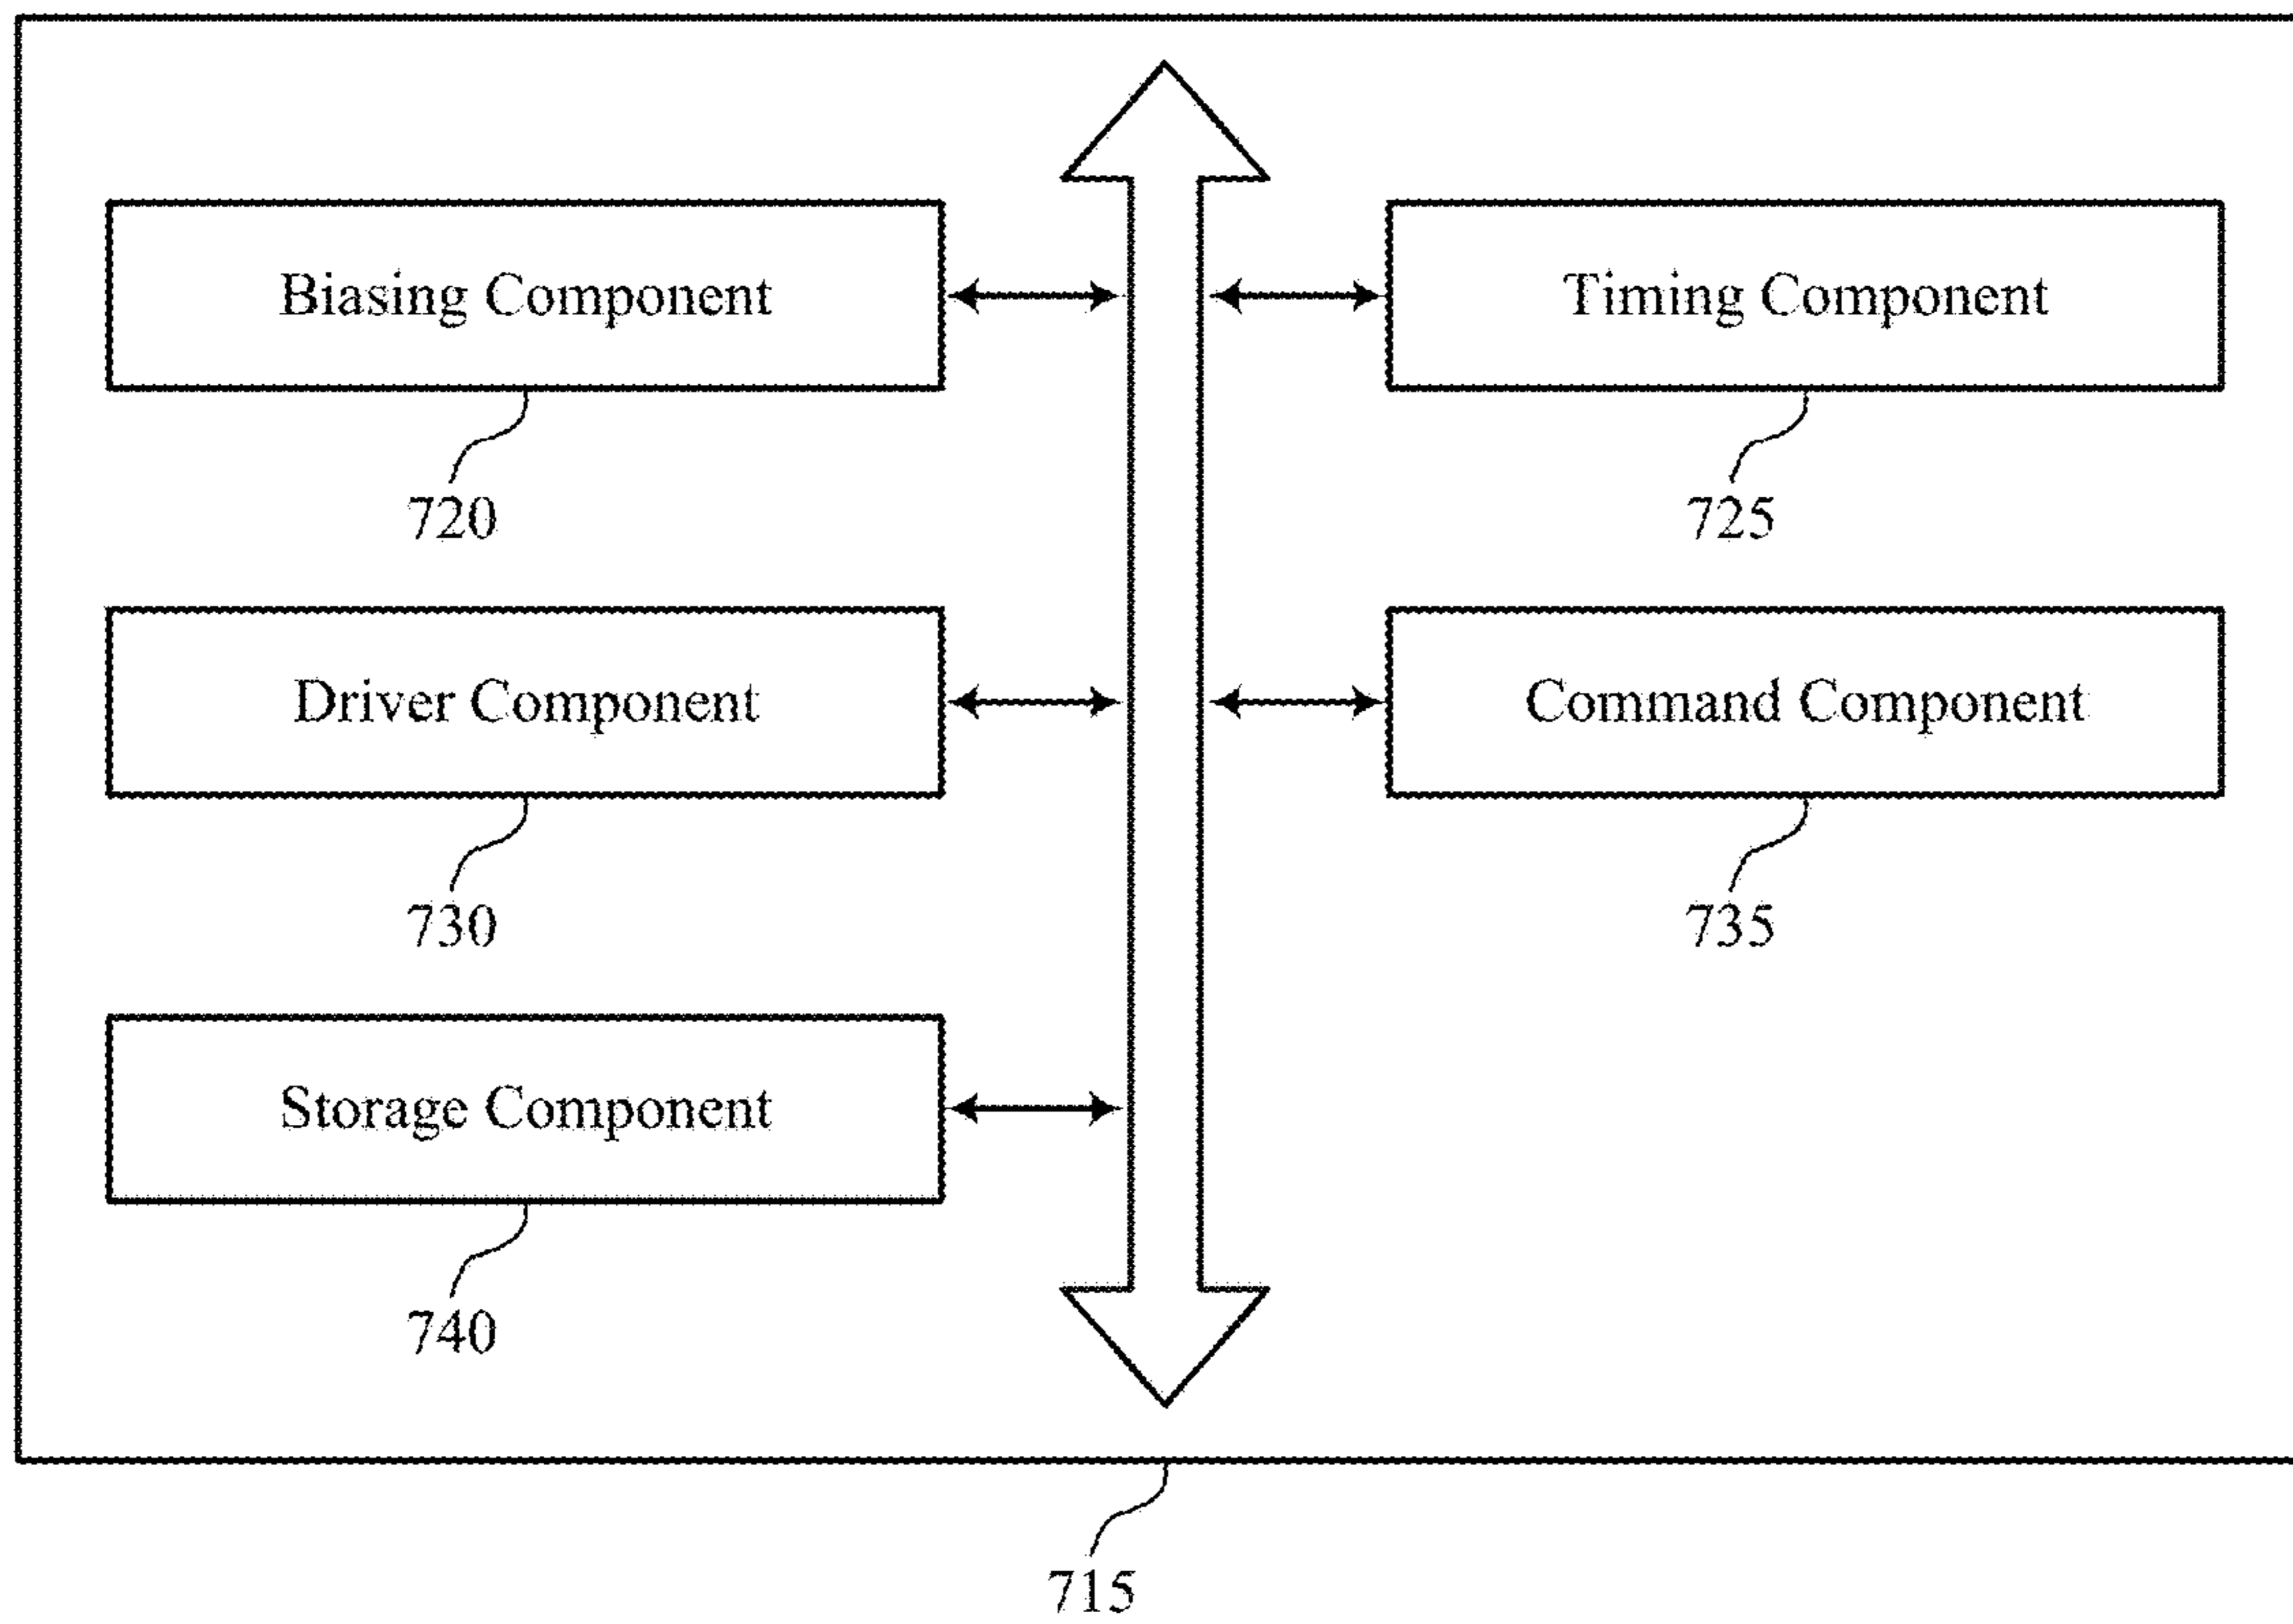 Biasing Component
Timing Component
720
725
Driver Component
Command Component
730
735
Storage Component
740
715